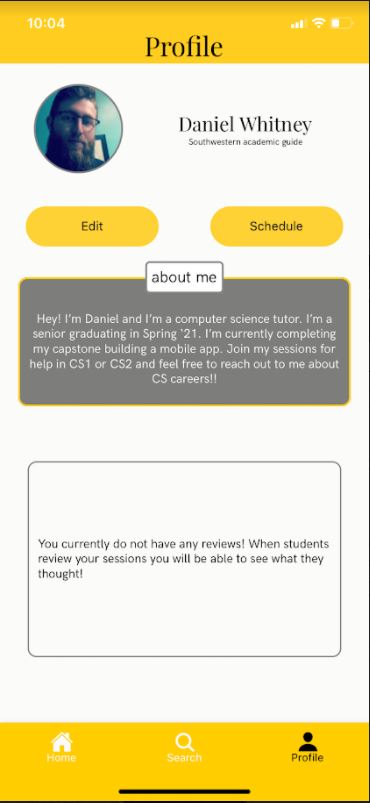 10:04
Profile
Daniel Whitney
Southwestern academic guide
Edit
Schedule
about me
Hey! I'm Daniel and I'm a computer science tutor. I'm a
senior graduating in Spring '21. I'm currently completing
my capstone building a mobile app. Join my sessions for
help in CS1 or CS2 and feel free to reach out to me about
CS careers!!
You currently do not have any reviews! When students
review your sessions you will be able to see what they
thought!
Home
Search
Profile